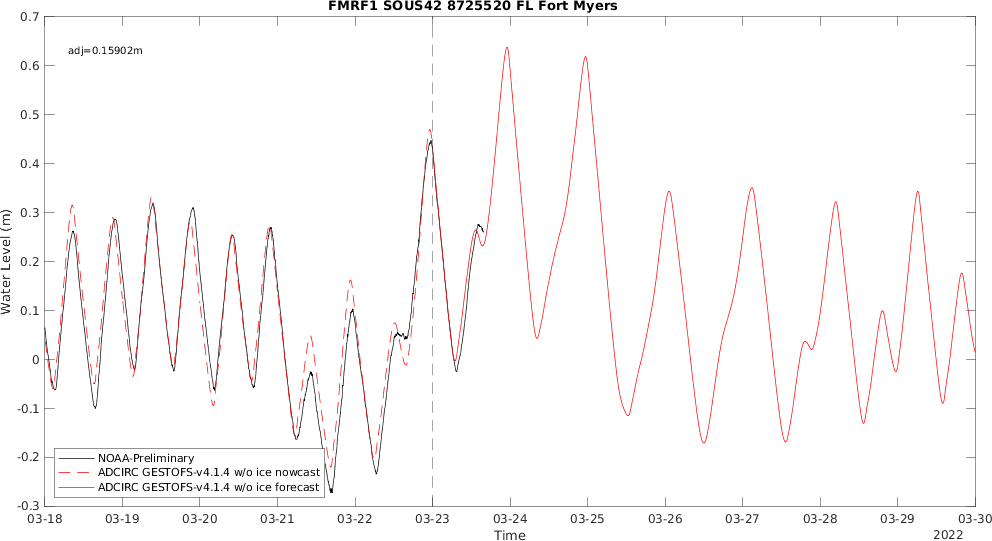 FMRF1 SOUS42 8725520 FL Fort Myers
0.7
0.6
0.5
0.4
0.3
0.2
0.1
0
-0.1
-0.2
-0.3
Water Level (m)
adj=0.15902m
NOAA-Preliminary
ADCIRC GESTOFS-v4.1.4 w/o ice nowcast
ADCIRC GESTOFS-v4.1.4 w/o ice forecast
03-18 03-19 03-20 03-21 03-22 03-23 03-24 03-25 03-26 03-27 03-28 03-29 03-30
Time
2022